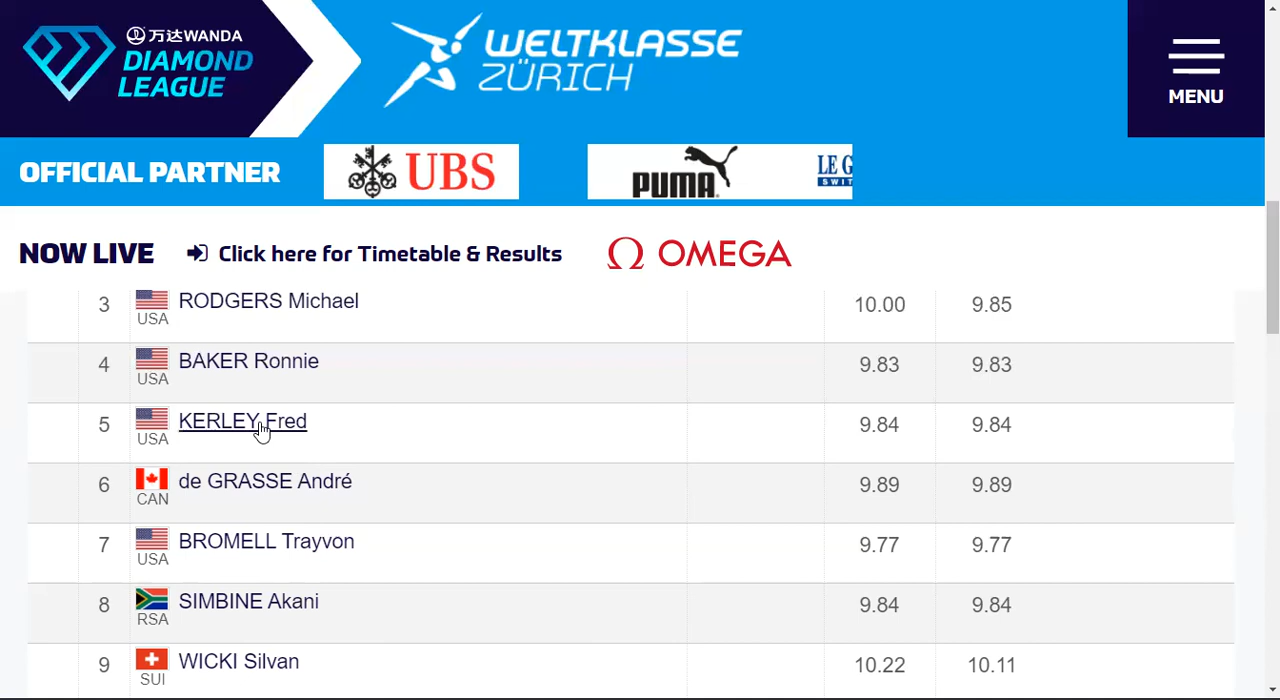 万达WANDA
DIAMOND
LEAGUE
WELTKLASSE
ZÜRICH
MENU
OFFICIAL PARTNER
UBS
PUMA
LE G
SWIT
NOW LIVE
Click here for Timetable & Results
Ω OMEGA
3 USA RODGERS Michael 10.00 9.85
4 USA BAKER Ronnie 9.83 9.83
5 USA KERLEY Fred 9.84 9.84
6 CAN de GRASSE André 9.89 9.89
7 USA BROMELL Trayvon 9.77 9.77
8 RSA SIMBINE Akani 9.84 9.84
9 SUI WICKI Silvan 10.22 10.11